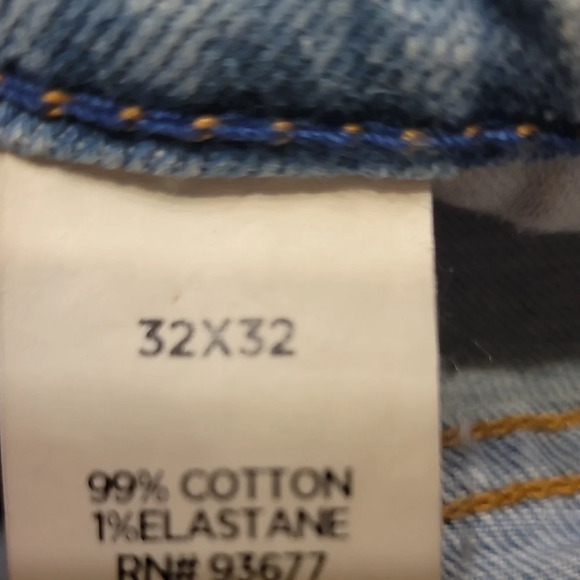 32X32
99% COTTON
1%ELASTANE
RN# 93677